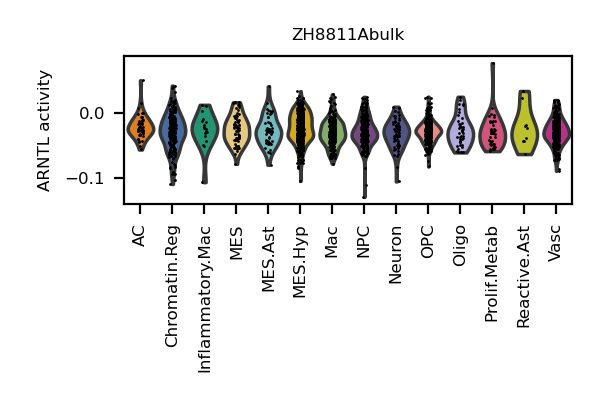 ZH8811Abulk
ARNTL activity
0.0
−0.1
AC
Chromatin.Reg
Inflammatory.Mac
MES
MES.Ast
MES.Hyp
Mac
NPC
Neuron
OPC
Oligo
Prolif.Metab
Reactive.Ast
Vasc